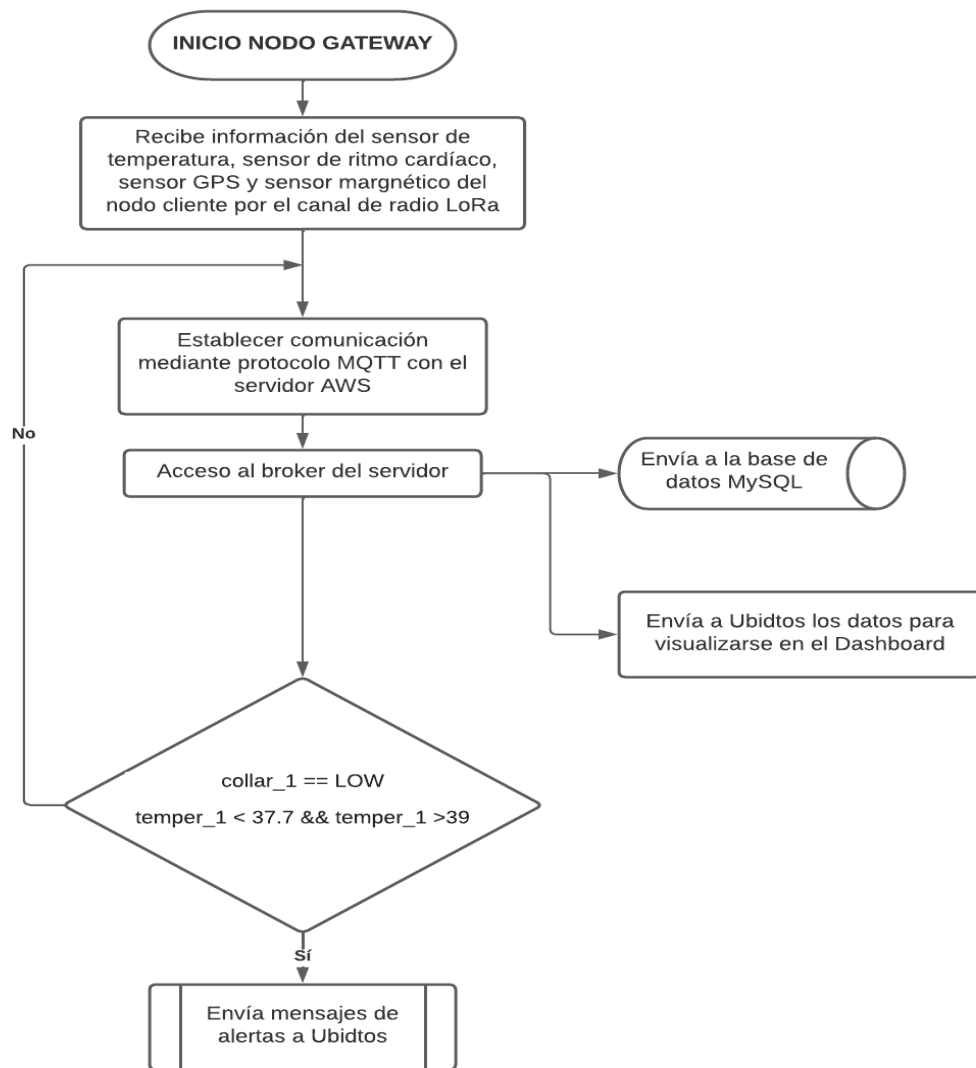 INICIO NODO GATEWAY
Recibe información del sensor de
temperatura, sensor de ritmo cardíaco,
sensor GPS y sensor margnético del
nodo cliente por el canal de radio LoRa
Establecer comunicación
mediante protocolo MQTT con el
servidor AWS
No
Acceso al broker del servidor
Envía a la base de
datos MySQL
Envía a Ubidtos los datos para
visualizarse en el Dashboard
collar_1 == LOW
temper_1 < 37.7 && temper_1 >39
Sí
Envía mensajes de
alertas a Ubidtos